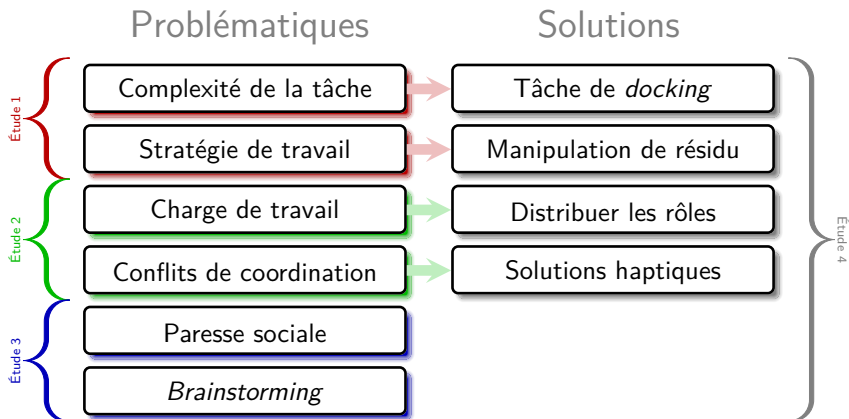 Problématiques
Solutions
Étude 1
Complexité de la tâche
Tâche de docking
Stratégie de travail
Manipulation de résidu
Étude 2
Charge de travail
Distribuer les rôles
Conflits de coordination
Solutions haptiques
Étude 3
Paresse sociale
Brainstorming
Étude 4